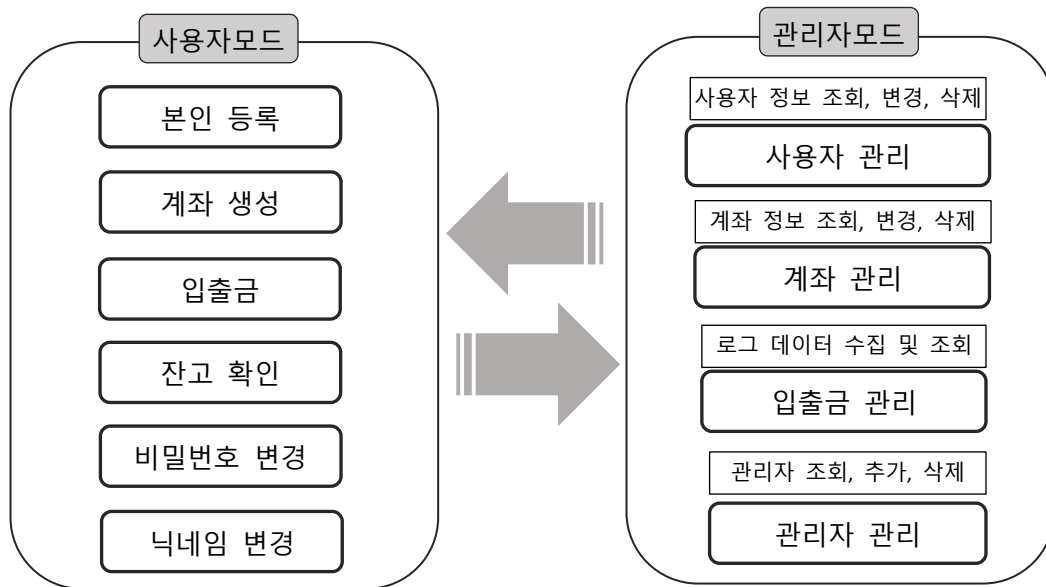 사용자모드
본인 등록
계좌 생성
입출금
잔고 확인
비밀번호 변경
닉네임 변경
관리자모드
사용자 정보 조회, 변경, 삭제
사용자 관리
계좌 정보 조회, 변경, 삭제
계좌 관리
로그 데이터 수집 및 조회
입출금 관리
관리자 조회, 추가, 삭제
관리자 관리